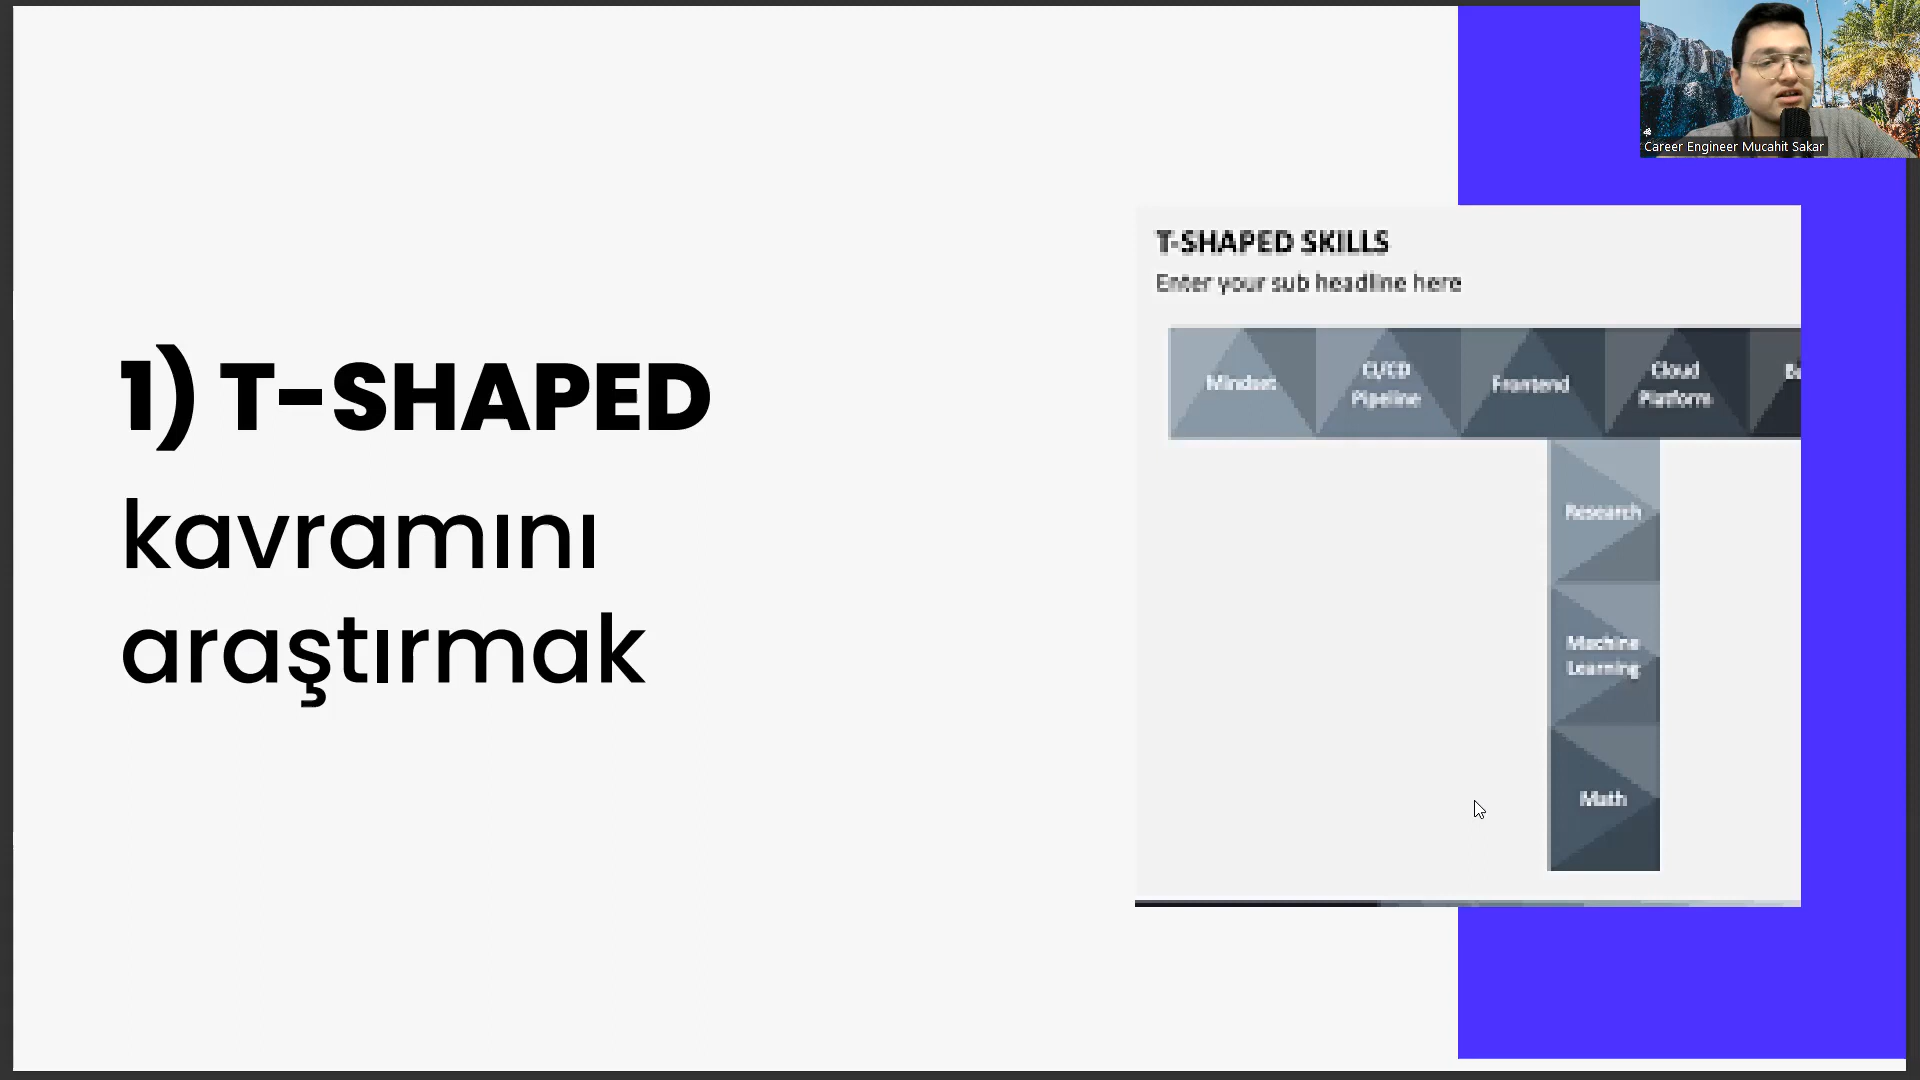 Career Engineer Mucahit Sakar
1) T-SHAPED
kavramını
araştırmak
T-SHAPED SKILLS
Enter your sub headline here
Mindset
CI/CD
Pipeline
Frontend
Cloud
Platform
Research
Machine
Learning
Math